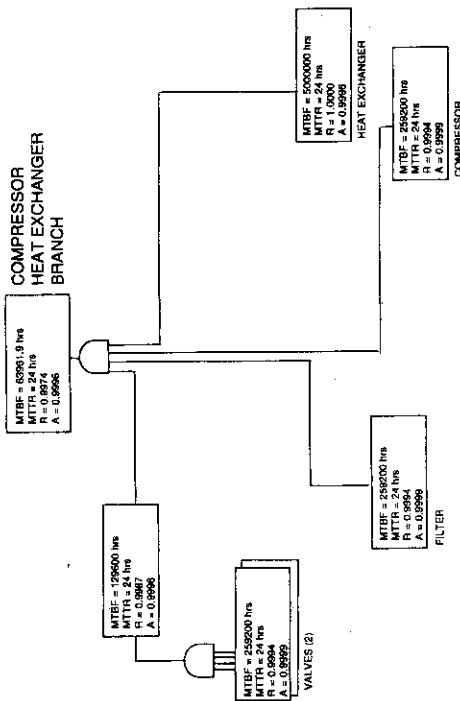 COMPRESSOR
HEAT EXCHANGER
BRANCH
MTBF = 63961.9 hrs
MTTR = 24 hrs
R = 0.9974
A = 0.9996
MTBF = 129600 hrs
MTTR = 24 hrs
R = 0.9987
A = 0.9998
MTBF = 259200 hrs
MTTR = 24 hrs
R = 0.9994
A = 0.9999
VALVES (2)
MTBF = 259200 hrs
MTTR = 24 hrs
R = 0.9994
A = 0.9999
FILTER
MTBF = 5000000 hrs
MTTR = 24 hrs
R = 1.0000
A = 0.9996
HEAT EXCHANGER
MTBF = 259200 hrs
MTTR = 24 hrs
R = 0.9994
A = 0.9999
COMPRESSOR